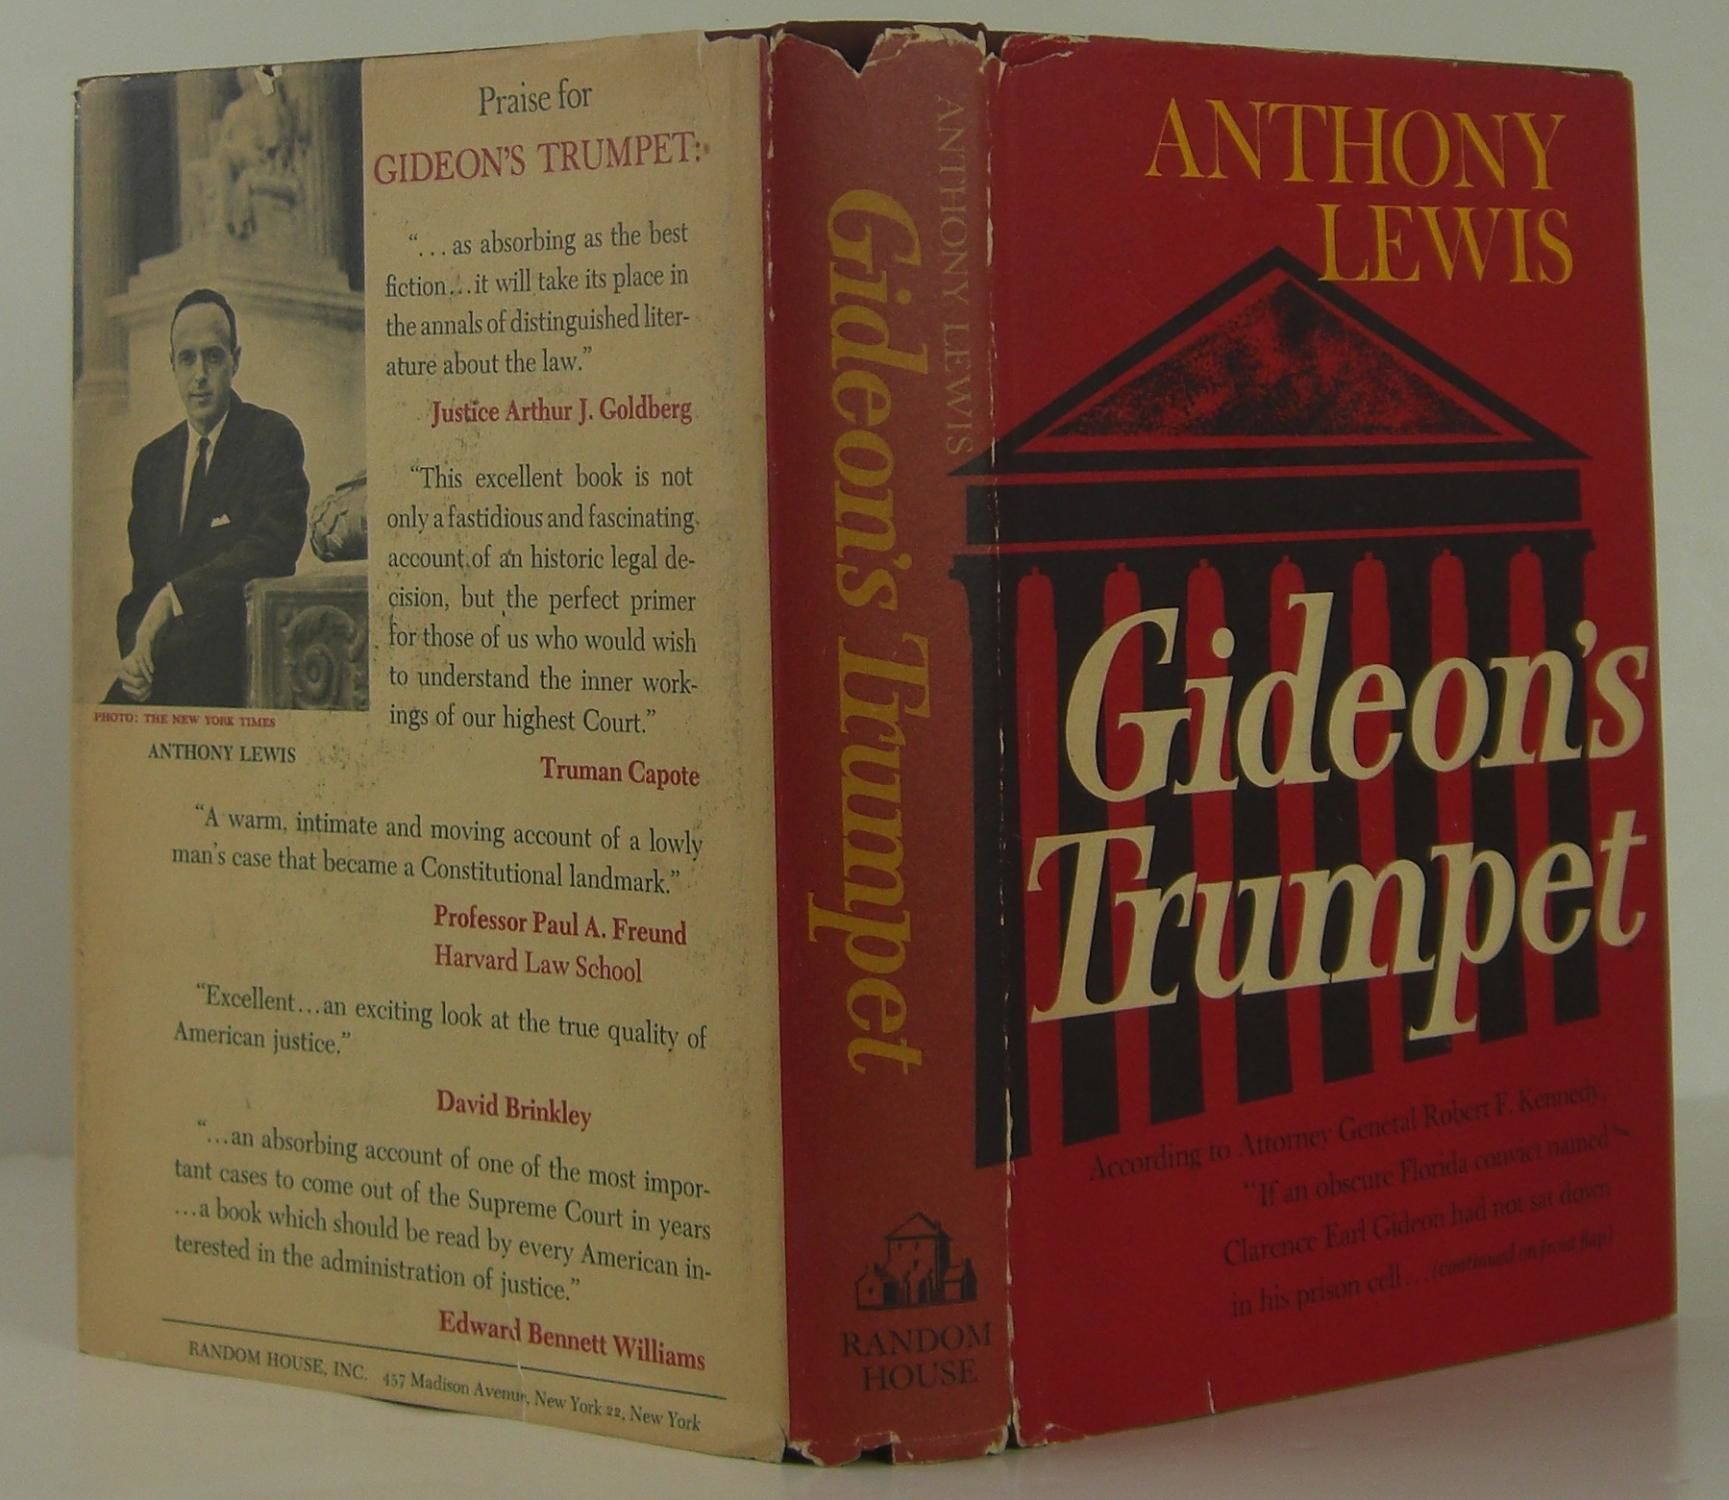 Praise for
GIDEON'S TRUMPET:
“. . . as absorbing as the best
fiction...it will take its place in
the annals of distinguished liter-
ature about the law.”
Justice Arthur J. Goldberg
“This excellent book is not
only a fastidious and fascinating
account of an historic legal de-
cision, but the perfect primer
for those of us who would wish
to understand the inner work-
ings of our highest Court.”
Truman Capote
PHOTO: THE NEW YORK TIMES
ANTHONY LEWIS
“A warm, intimate and moving account of a lowly
man's case that became a Constitutional landmark.”
Professor Paul A. Freund
Harvard Law School
“Excellent...an exciting look at the true quality of
American justice.”
David Brinkley
“...an absorbing account of one of the most impor-
tant cases to come out of the Supreme Court in years
...a book which should be read by every American in-
terested in the administration of justice.”
Edward Bennett Williams
RANDOM HOUSE, INC. 457 Madison Avenue, New York 22, New York
ANTHONY LEWIS
Gideon's Trumpet
RANDOM
HOUSE
ANTHONY
LEWIS
Gideon's
Trumpet
According to Attorney General Robert F. Kennedy,
“If an obscure Florida convict named
Clarence Earl Gideon had not sat down
in his prison cell...(continued on front flap)